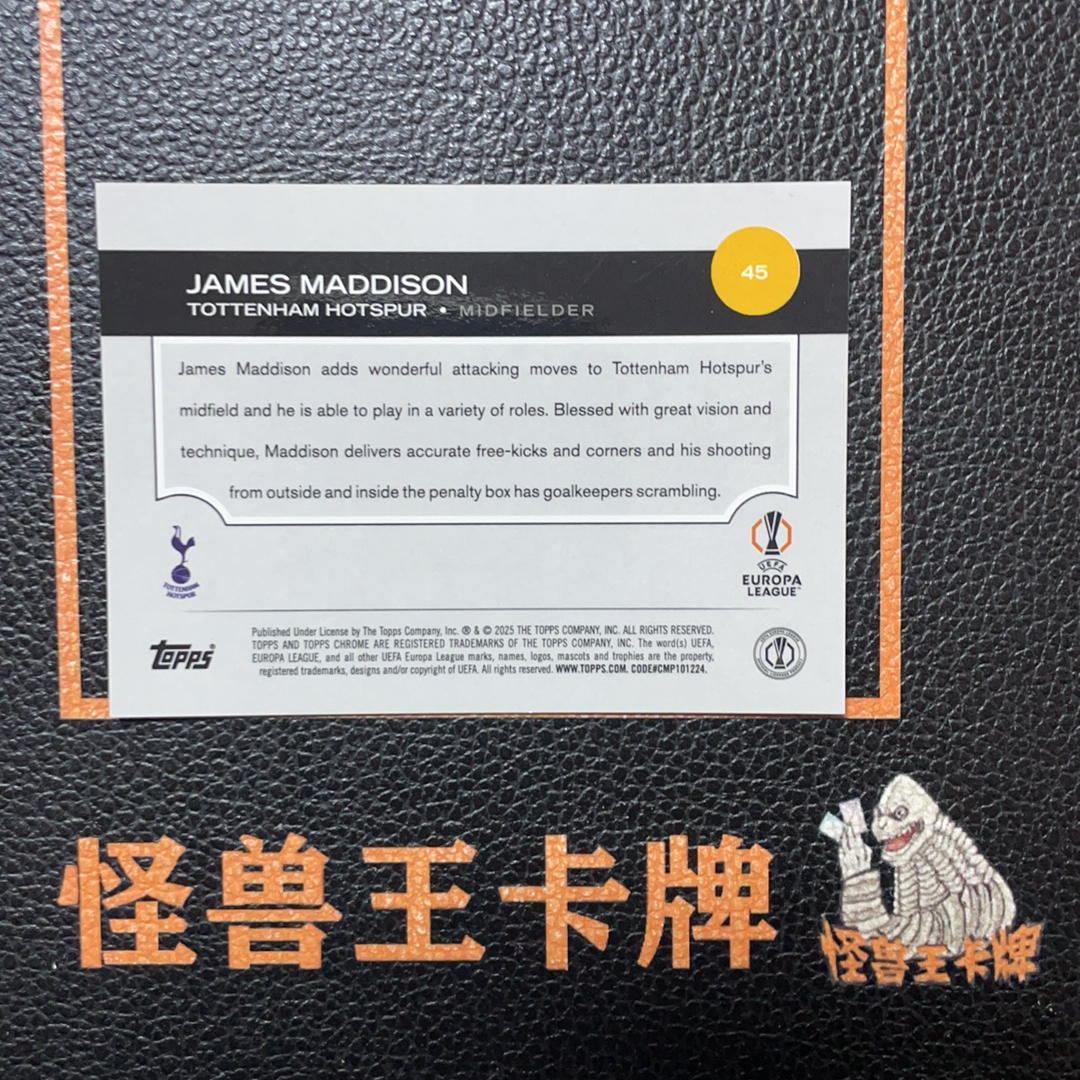 JAMES MADDISON
TOTTENHAM HOTSPUR • MIDFIELDER
45
James Maddison adds wonderful attacking moves to Tottenham Hotspur's
midfield and he is able to play in a variety of roles. Blessed with great vision and
technique, Maddison delivers accurate free-kicks and corners and his shooting
from outside and inside the penalty box has goalkeepers scrambling.
TOTTENHAM
HOTSPUR
UEFA
EUROPA
LEAGUE™
topps®
Published Under License by The Topps Company, Inc. ® & © 2025 THE TOPPS COMPANY, INC. ALL RIGHTS RESERVED.
TOPPS AND TOPPS CHROME ARE REGISTERED TRADEMARKS OF THE TOPPS COMPANY, INC. The word(s) UEFA,
EUROPA LEAGUE, and all other UEFA Europa League marks, names, logos, mascots and trophies are the property,
registered trademarks, designs and/or copyright of UEFA. All rights reserved. WWW.TOPPS.COM. CODE#CMP101224.
怪兽王卡牌
怪兽王卡牌